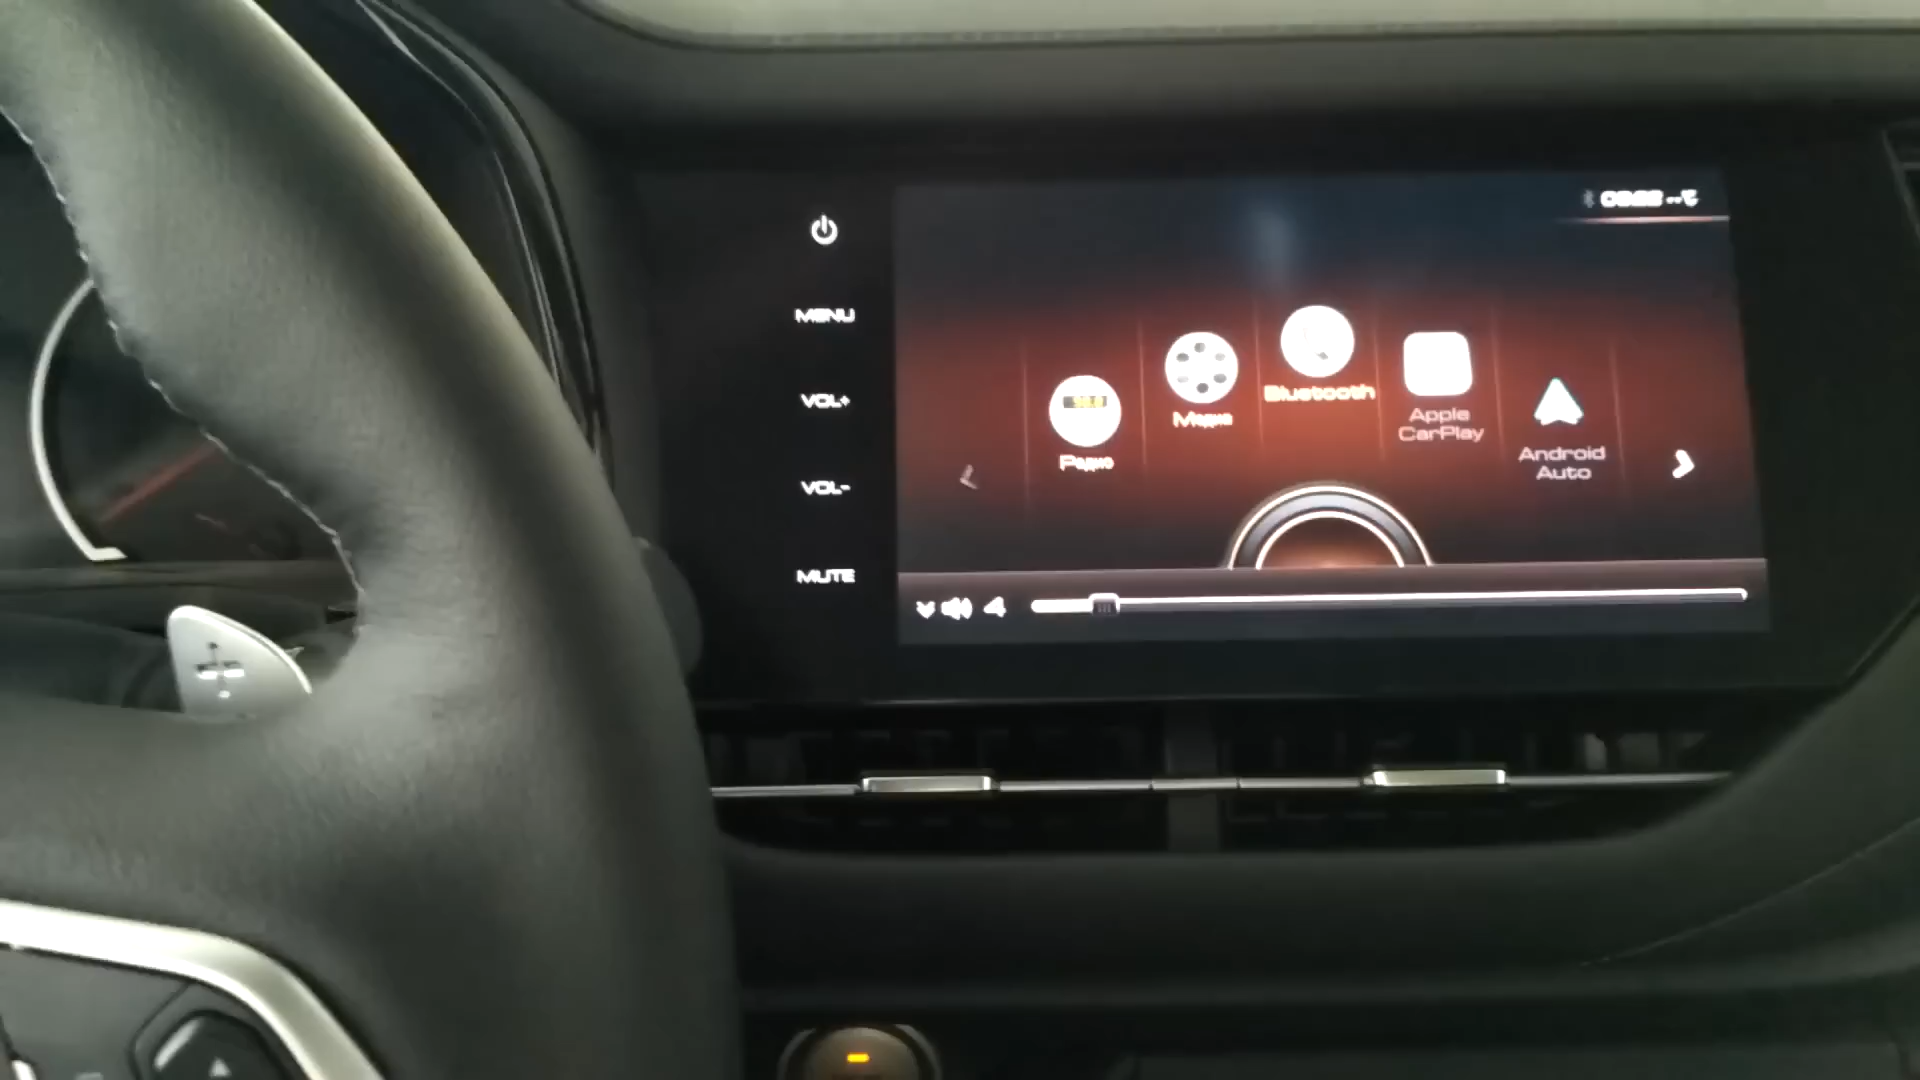 MENU
VOL+
VOL-
MUTE
Радио
Медиа
Bluetooth
Apple
CarPlay
Android
Auto
4